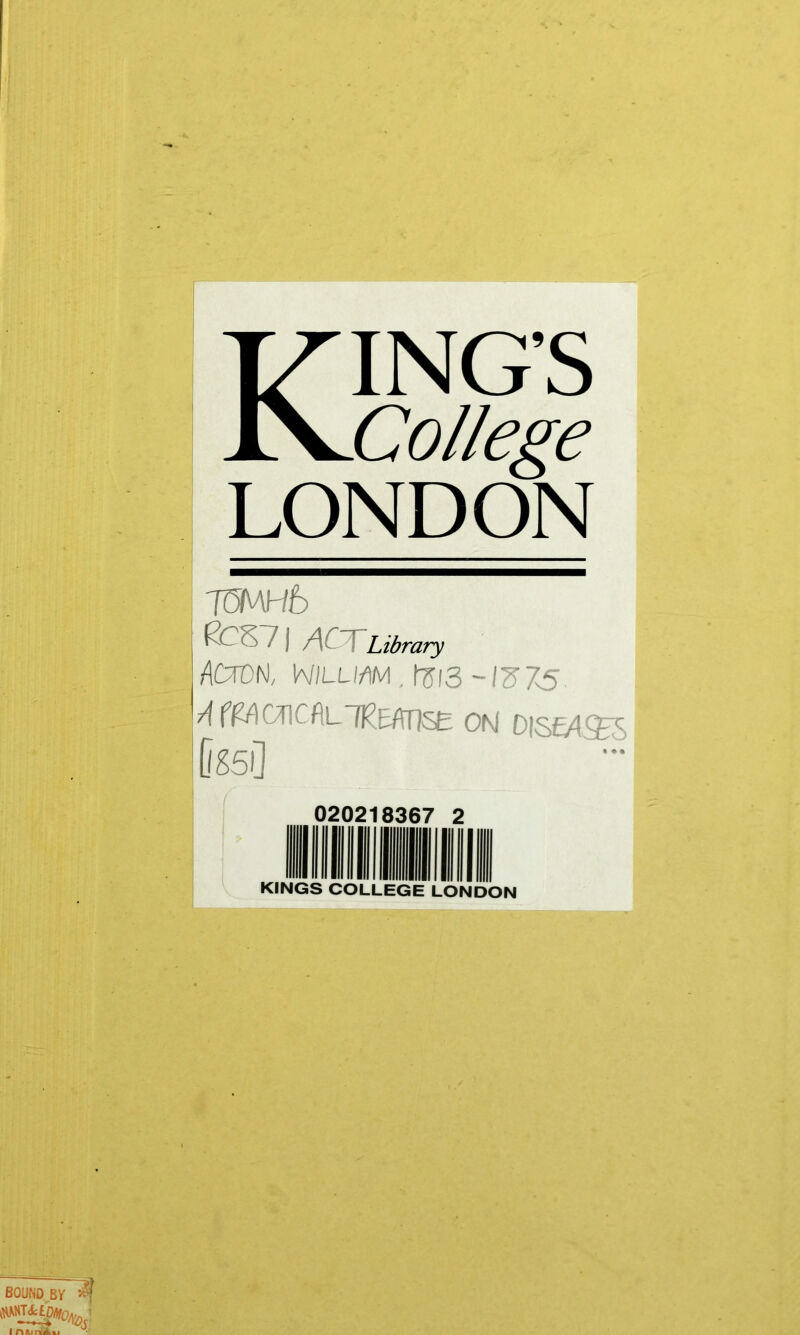 KING'S
College
LONDON
TOMHB
RC871 ACT Library
ACTON, WILLIAM. 1813-1875.
A PRACTICAL TREATISE ON DISEASES
[1851] ...
020218367 2
KINGS COLLEGE LONDON
BOUND BY